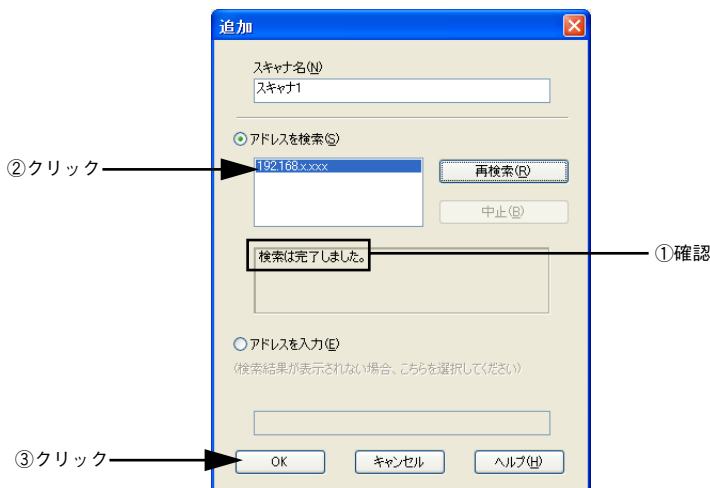 追加
スキャナ名(N)
スキャナ1
アドレスを検索(S)
②クリック
192.168.x.xxx
再検索(R)
中止(B)
検索は完了しました。
①確認
アドレスを入力(E)
(検索結果が表示されない場合、こちらを選択してください)
③クリック
OK
キャンセル
ヘルプ(H)